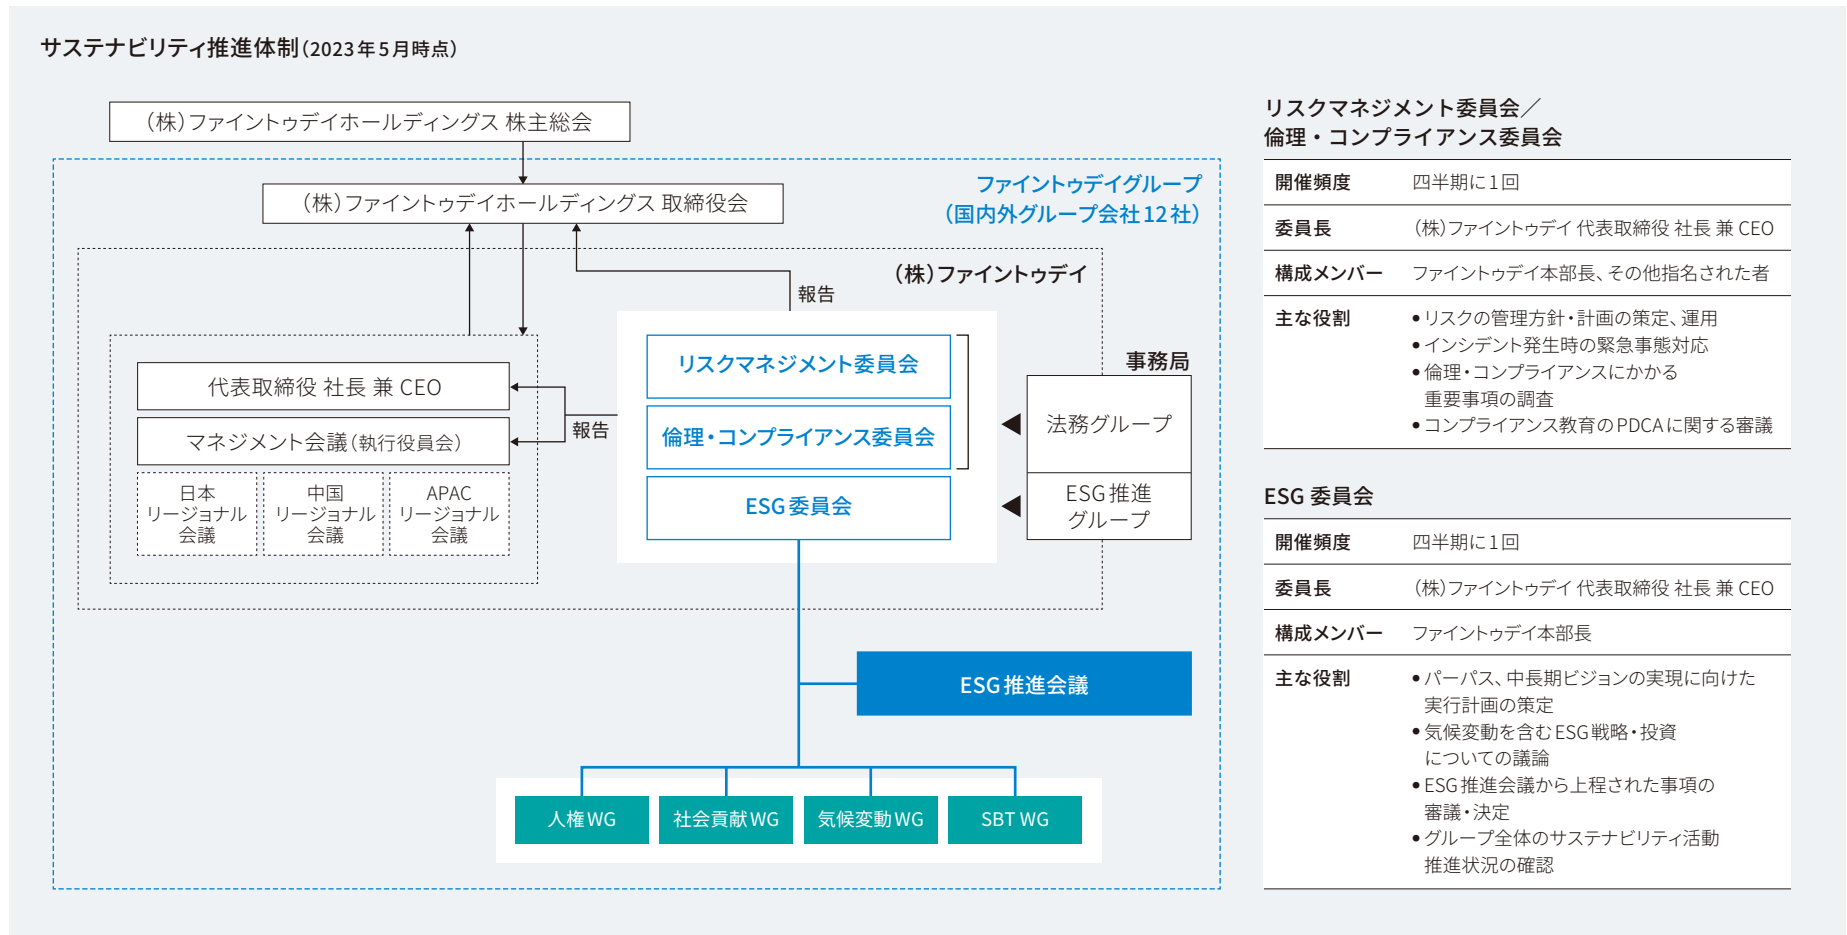 サステナビリティ推進体制(2023年5月時点)
(株)ファイントゥデイホールディングス 株主総会
ファイントゥデイグループ
(国内外グループ会社12社)
(株)ファイントゥデイホールディングス 取締役会
(株)ファイントゥデイ
報告
代表取締役 社長 兼 CEO
マネジメント会議(執行役員会)
日本
リージョナル
会議
中国
リージョナル
会議
APAC
リージョナル
会議
報告
リスクマネジメント委員会
倫理・コンプライアンス委員会
ESG委員会
事務局
法務グループ
ESG推進
グループ
ESG推進会議
人権WG
社会貢献WG
気候変動WG
SBT WG
リスクマネジメント委員会／
倫理・コンプライアンス委員会
開催頻度 四半期に1回
委員長 (株)ファイントゥデイ 代表取締役 社長 兼 CEO
構成メンバー ファイントゥデイ本部長、その他指名された者
主な役割 •リスクの管理方針・計画の策定、運用
•インシデント発生時の緊急事態対応
•倫理・コンプライアンスにかかる
重要事項の調査
•コンプライアンス教育のPDCAに関する審議
ESG 委員会
開催頻度 四半期に1回
委員長 (株)ファイントゥデイ 代表取締役 社長 兼 CEO
構成メンバー ファイントゥデイ本部長
主な役割 •パーパス、中長期ビジョンの実現に向けた
実行計画の策定
•気候変動を含むESG戦略・投資
についての議論
•ESG推進会議から上程された事項の
審議・決定
•グループ全体のサステナビリティ活動
推進状況の確認